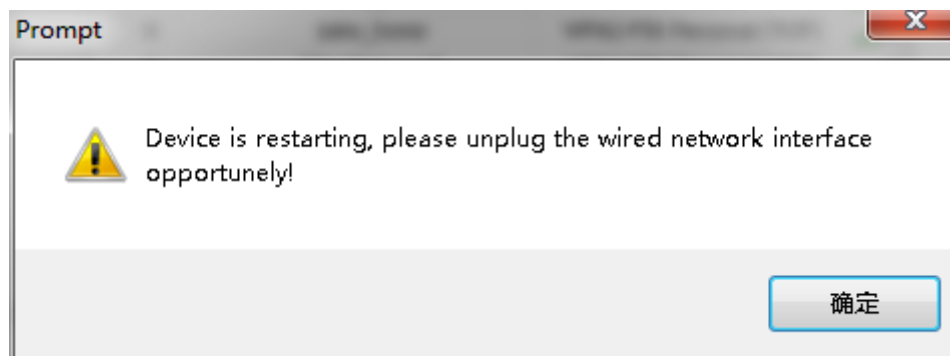 Prompt
Device is restarting, please unplug the wired network interface
opportunely!
确定